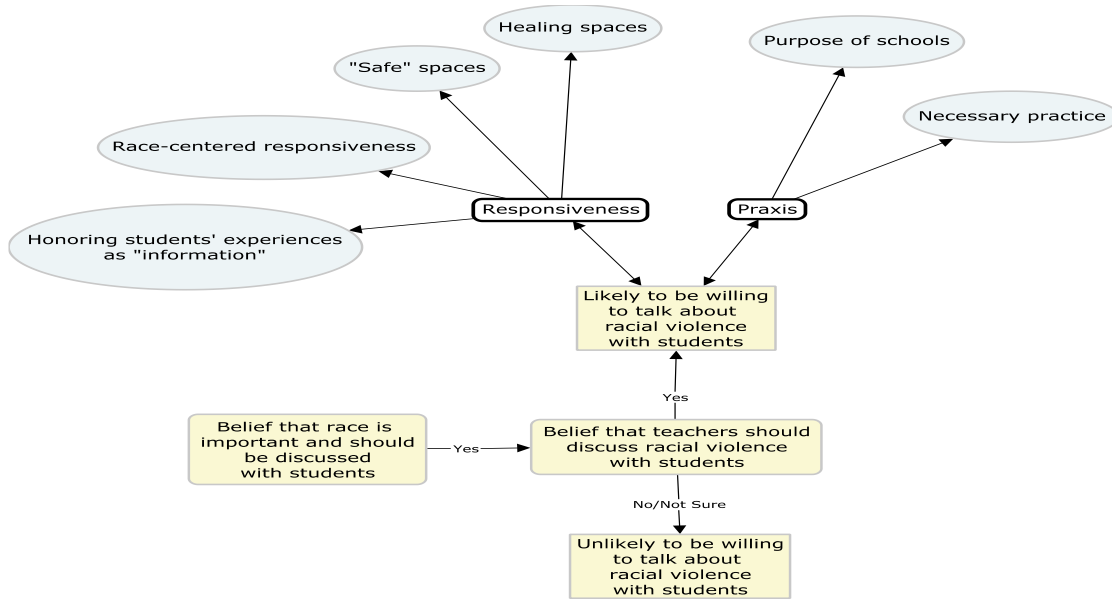 Healing spaces
Purpose of schools
"Safe" spaces
Necessary practice
Race-centered responsiveness
Responsiveness
Praxis
Honoring students' experiences
as "information"
Likely to be willing
to talk about
racial violence
with students
Yes
Belief that race is
important and should
be discussed
with students
Yes
Belief that teachers should
discuss racial violence
with students
No/Not Sure
Unlikely to be willing
to talk about
racial violence
with students